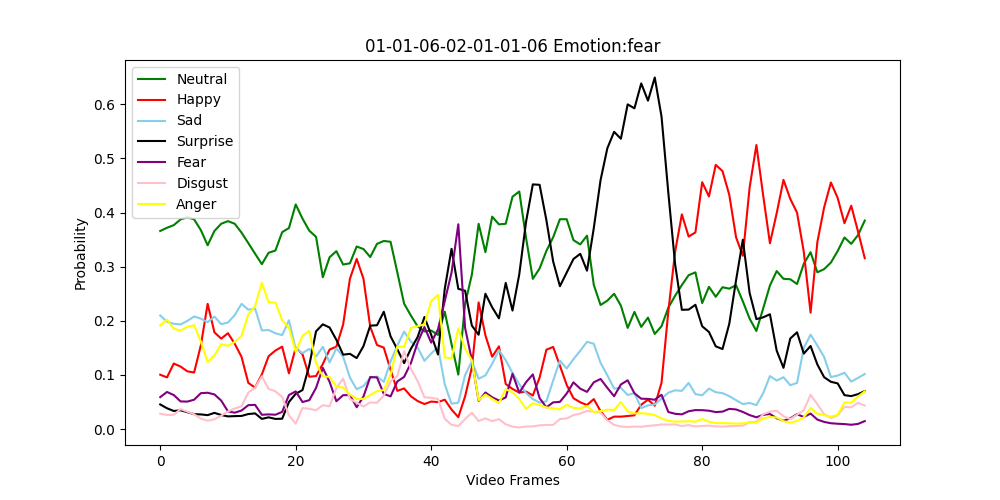 01-01-06-02-01-01-06 Emotion:fear
Neutral
Happy
Sad
Surprise
Fear
Disgust
Anger
Probability
0.6
0.5
0.4
0.3
0.2
0.1
0.0
0 20 40 60 80 100
Video Frames